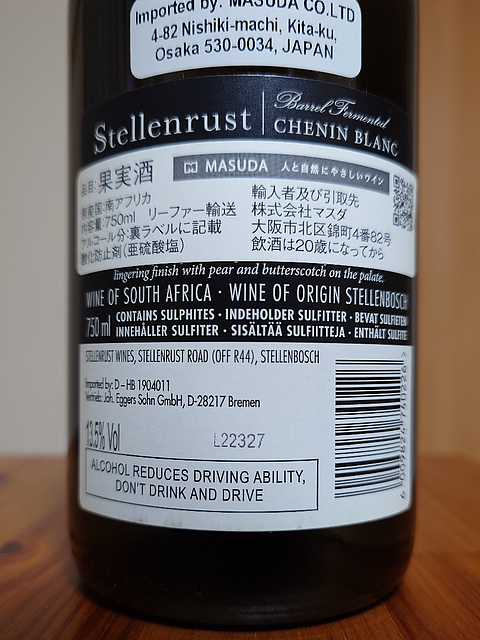 Imported by: MASUDA CO.LTD
4-82 Nishiki-machi, Kita-ku,
Osaka 530-0034, JAPAN
Stellenrust
Barrel Fermented
CHENIN BLANC
品名:果実酒
MASUDA 人と自然にやさしいワイン
原産国:南アフリカ
内容量:750ml リーファー輸送
アルコール分:裏ラベルに記載
酸化防止剤(亜硫酸塩)
輸入者及び引取先
株式会社マスダ
大阪市北区錦町4番82号
飲酒は20歳になってから
lingering finish with pear and butterscotch on the palate.
WINE OF SOUTH AFRICA · WINE OF ORIGIN STELLENBOSCH
750 ml
CONTAINS SULPHITES · INDEHOLDER SULFITTER · BEVAT SULFIETEN
INNEHÅLLER SULFITER · SISÄLTÄÄ SULFIITTEJA · ENTHÄLT SULFITE
STELLENRUST WINES, STELLENRUST ROAD (OFF R44), STELLENBOSCH
Imported by: D – HB 1904011
Vertrieb: Joh. Eggers Sohn GmbH, D-28217 Bremen
13.5% Vol
L22327
ALCOHOL REDUCES DRIVING ABILITY,
DON'T DRINK AND DRIVE